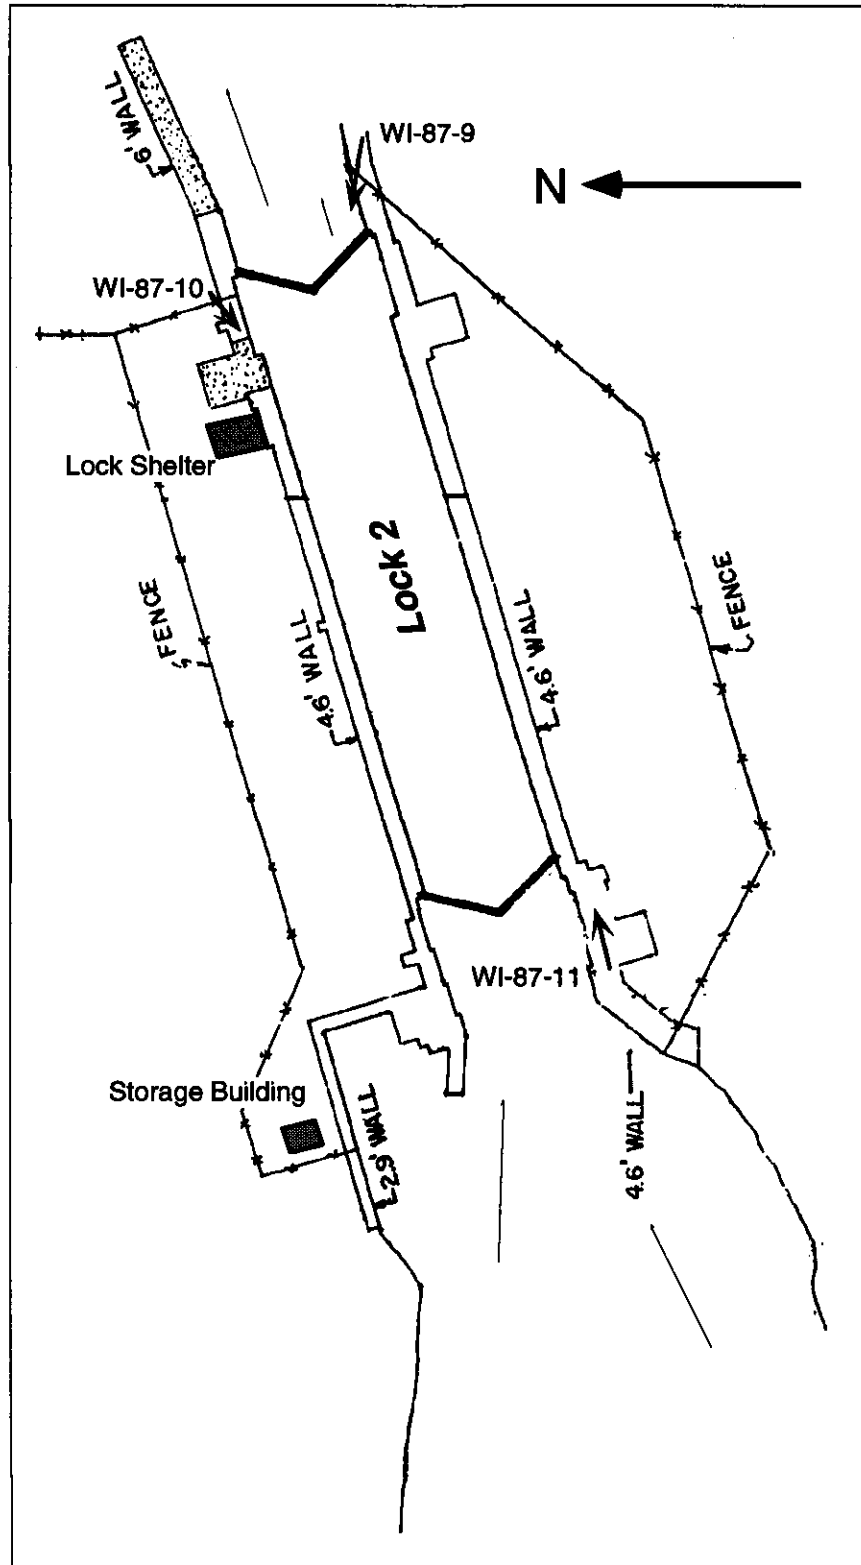 6' WALL
WI-87-9
N
WI-87-10
Lock Shelter
Lock 2
FENCE
4.6' WALL
4.6' WALL
FENCE
WI-87-11
Storage Building
2.9' WALL
4.6' WALL